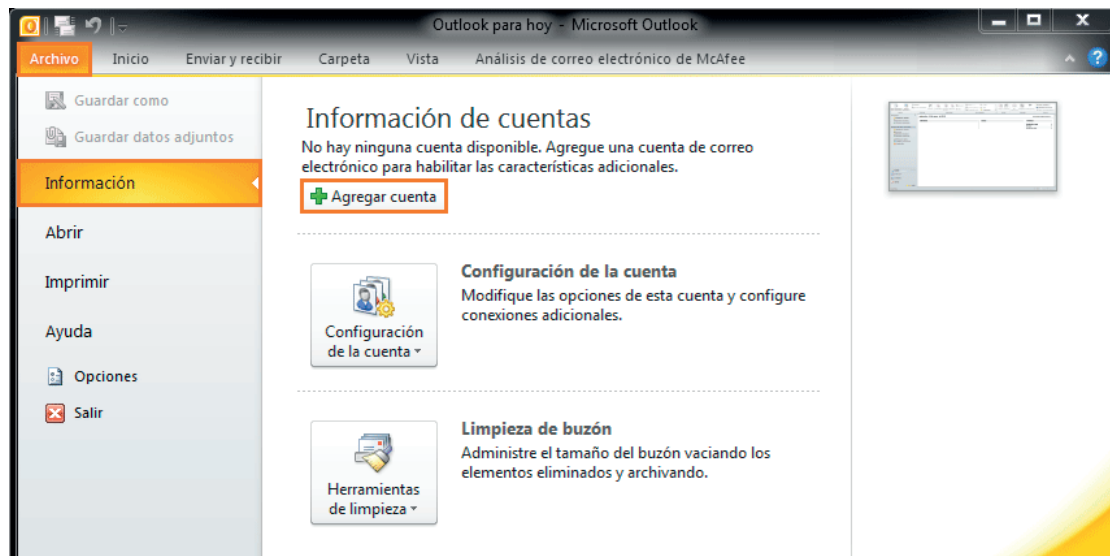 Outlook para hoy - Microsoft Outlook
Archivo Inicio Enviar y recibir Carpeta Vista Análisis de correo electrónico de McAfee
Guardar como
Guardar datos adjuntos
Información
Abrir
Imprimir
Ayuda
Opciones
Salir
Información de cuentas
No hay ninguna cuenta disponible. Agregue una cuenta de correo
electrónico para habilitar las características adicionales.
Agregar cuenta
Configuración
de la cuenta
Configuración de la cuenta
Modifique las opciones de esta cuenta y configure
conexiones adicionales.
Herramientas
de limpieza
Limpieza de buzón
Administre el tamaño del buzón vaciando los
elementos eliminados y archivando.